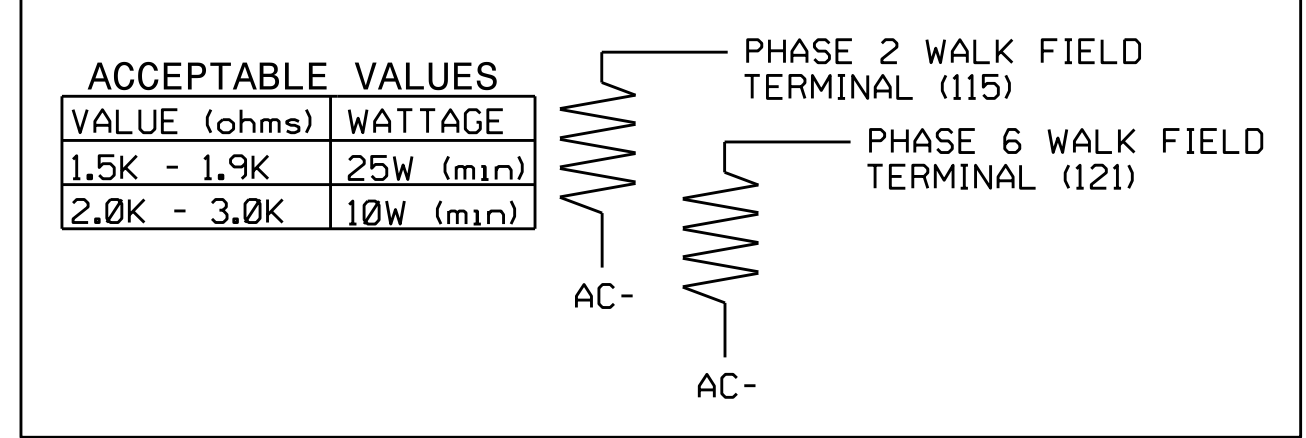 ACCEPTABLE VALUES
VALUE (ohms) WATTAGE
1.5K - 1.9K 25W (min)
2.0K - 3.0K 10W (min)
PHASE 2 WALK FIELD
TERMINAL (115)
AC-
PHASE 6 WALK FIELD
TERMINAL (121)
AC-